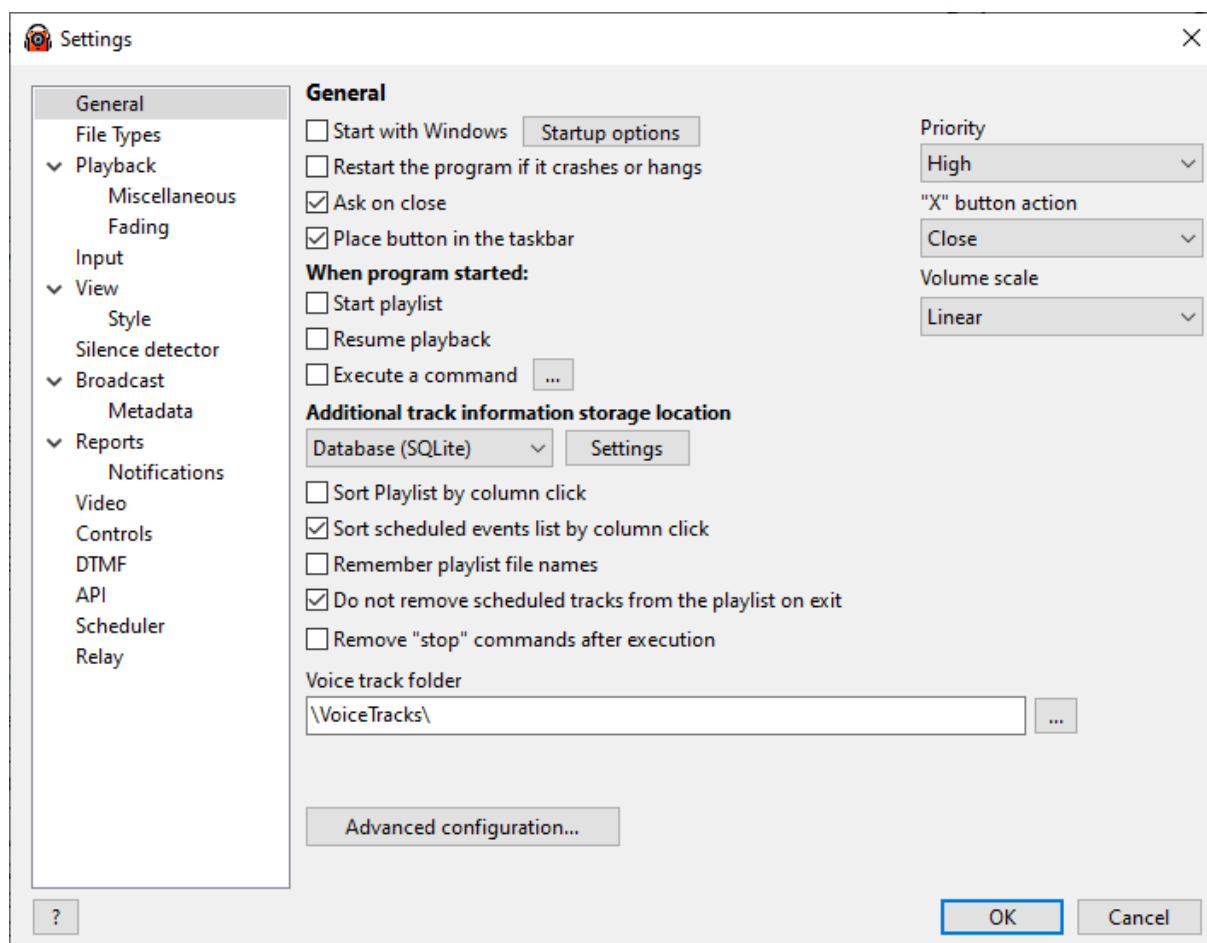 Settings
General
File Types
Playback
Miscellaneous
Fading
Input
View
Style
Silence detector
Broadcast
Metadata
Reports
Notifications
Video
Controls
DTMF
API
Scheduler
Relay
?
General
Start with Windows Startup options
Restart the program if it crashes or hangs
Ask on close
Place button in the taskbar
When program started:
Start playlist
Resume playback
Execute a command ...
Additional track information storage location
Database (SQLite) Settings
Sort Playlist by column click
Sort scheduled events list by column click
Remember playlist file names
Do not remove scheduled tracks from the playlist on exit
Remove "stop" commands after execution
Voice track folder
\VoiceTracks\ ...
Advanced configuration...
Priority
High
"X" button action
Close
Volume scale
Linear
OK Cancel